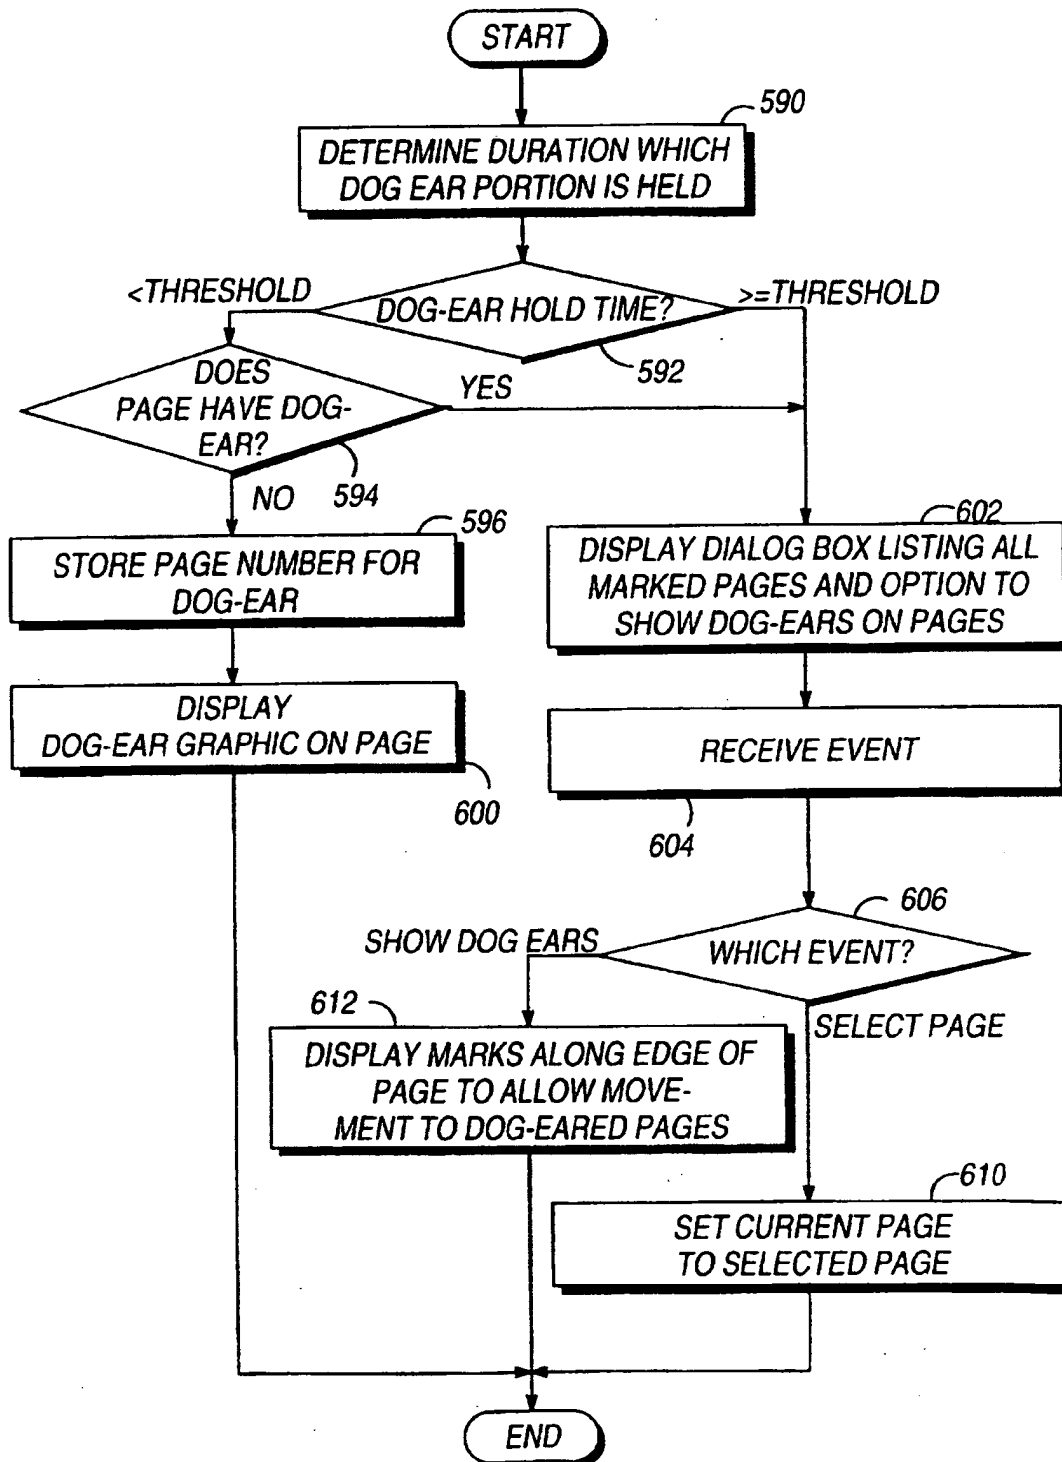 START
590
DETERMINE DURATION WHICH
DOG EAR PORTION IS HELD
<THRESHOLD
DOG-EAR HOLD TIME?
>=THRESHOLD
592
DOES
PAGE HAVE DOG-
EAR?
YES
594
NO
596
STORE PAGE NUMBER FOR
DOG-EAR
602
DISPLAY DIALOG BOX LISTING ALL
MARKED PAGES AND OPTION TO
SHOW DOG-EARS ON PAGES
DISPLAY
DOG-EAR GRAPHIC ON PAGE
600
RECEIVE EVENT
604
606
SHOW DOG EARS
WHICH EVENT?
SELECT PAGE
612
DISPLAY MARKS ALONG EDGE OF
PAGE TO ALLOW MOVE-
MENT TO DOG-EARED PAGES
610
SET CURRENT PAGE
TO SELECTED PAGE
END